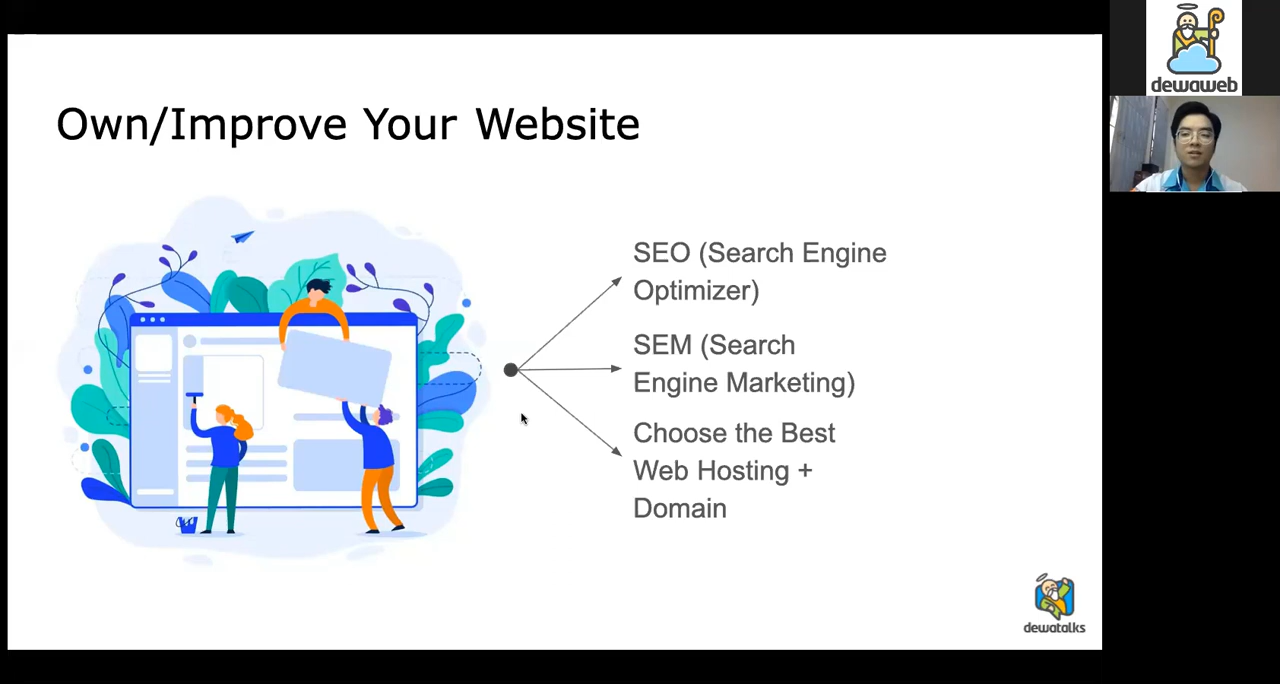 Own/Improve Your Website
SEO (Search Engine
Optimizer)
SEM (Search
Engine Marketing)
Choose the Best
Web Hosting +
Domain
dewatalks
dewaweb